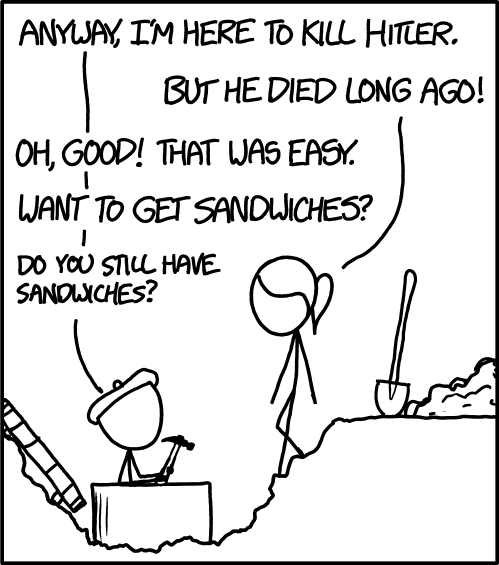 ANYWAY, I'M HERE TO KILL HITLER.
BUT HE DIED LONG AGO!
OH, GOOD! THAT WAS EASY.
WANT TO GET SANDWICHES?
DO YOU STILL HAVE
SANDWICHES?